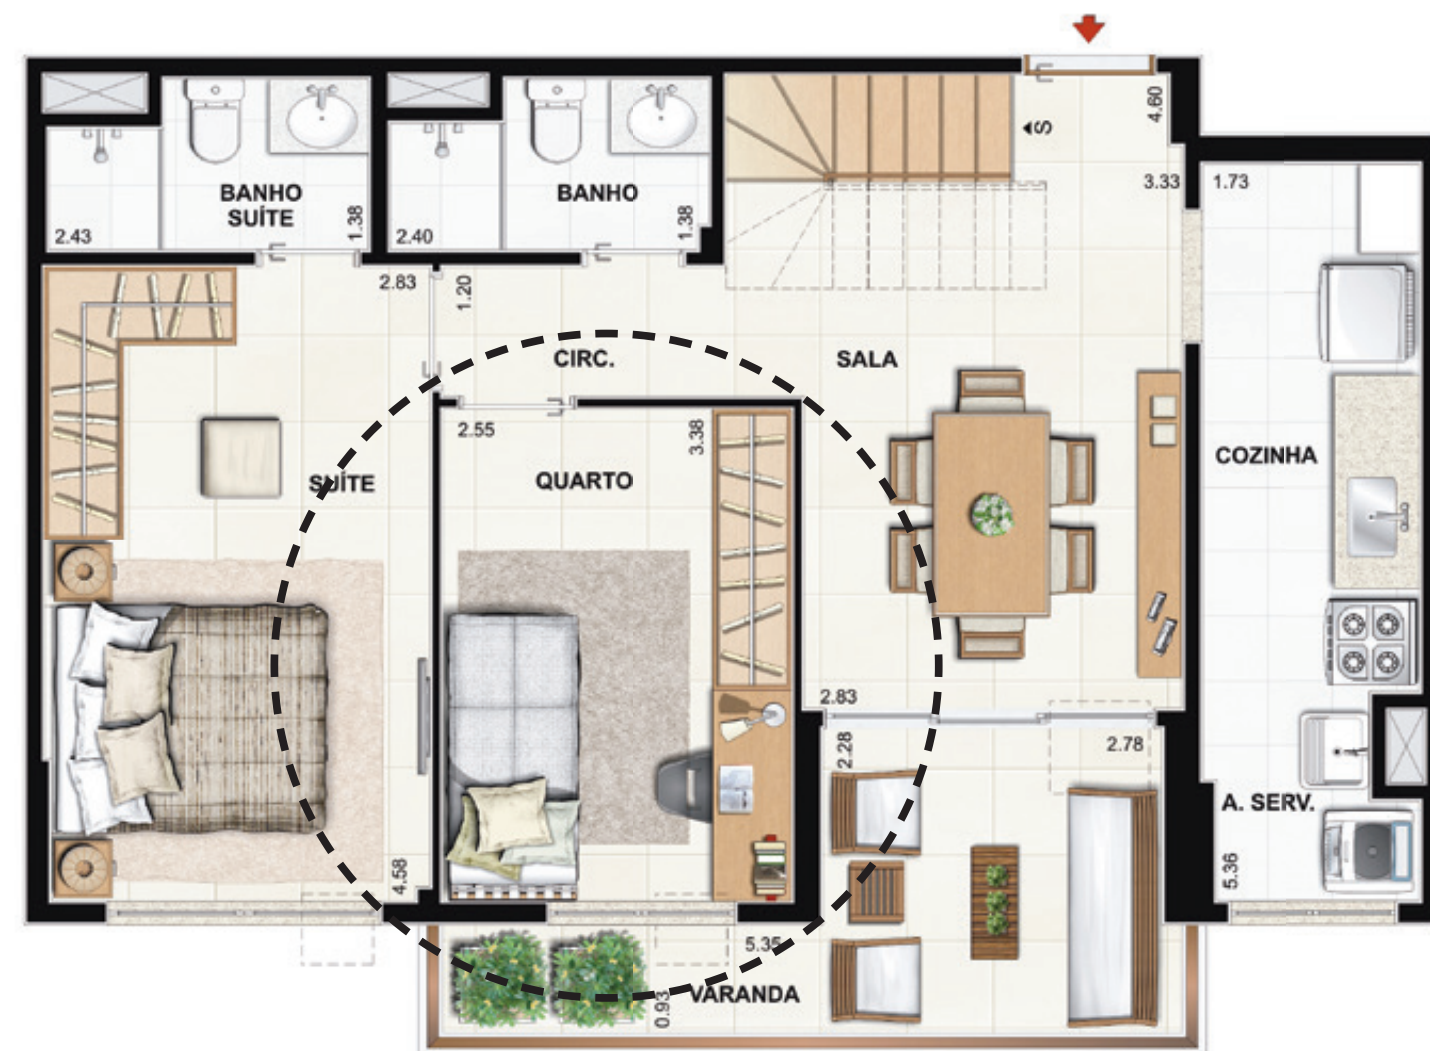 4.60
S
BANHO
SUÍTE
BANHO
2.43
1.38
2.40
1.38
3.33
1.73
2.83
1.20
CIRC.
SALA
2.55
3.38
SUÍTE
QUARTO
COZINHA
2.83
2.28
2.78
A. SERV.
4.58
5.36
5.35
0.93
VARANDA